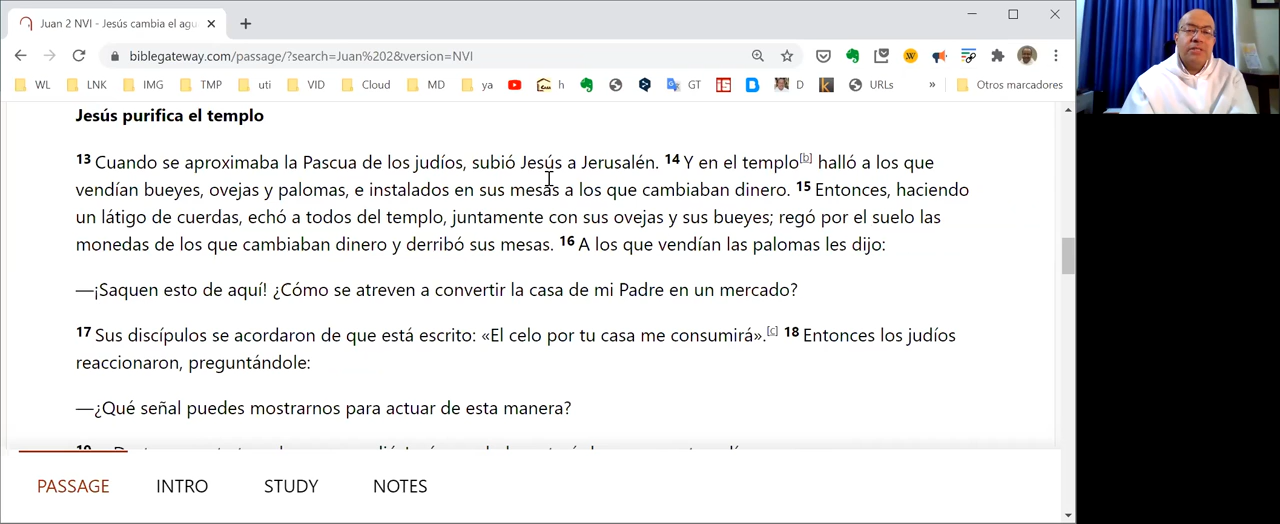 Juan 2 NVI - Jesús cambia el agu
biblegateway.com/passage/?search=Juan%202&version=NVI
WL LNK IMG TMP uti VID Cloud MD ya h GT D URLs » Otros marcadores
Jesús purifica el templo
13 Cuando se aproximaba la Pascua de los judíos, subió Jesús a Jerusalén. 14 Y en el templo[b] halló a los que
vendían bueyes, ovejas y palomas, e instalados en sus mesas a los que cambiaban dinero. 15 Entonces, haciendo
un látigo de cuerdas, echó a todos del templo, juntamente con sus ovejas y sus bueyes; regó por el suelo las
monedas de los que cambiaban dinero y derribó sus mesas. 16 A los que vendían las palomas les dijo:
—¡Saquen esto de aquí! ¿Cómo se atreven a convertir la casa de mi Padre en un mercado?
17 Sus discípulos se acordaron de que está escrito: «El celo por tu casa me consumirá».[c] 18 Entonces los judíos
reaccionaron, preguntándole:
—¿Qué señal puedes mostrarnos para actuar de esta manera?
PASSAGE INTRO STUDY NOTES